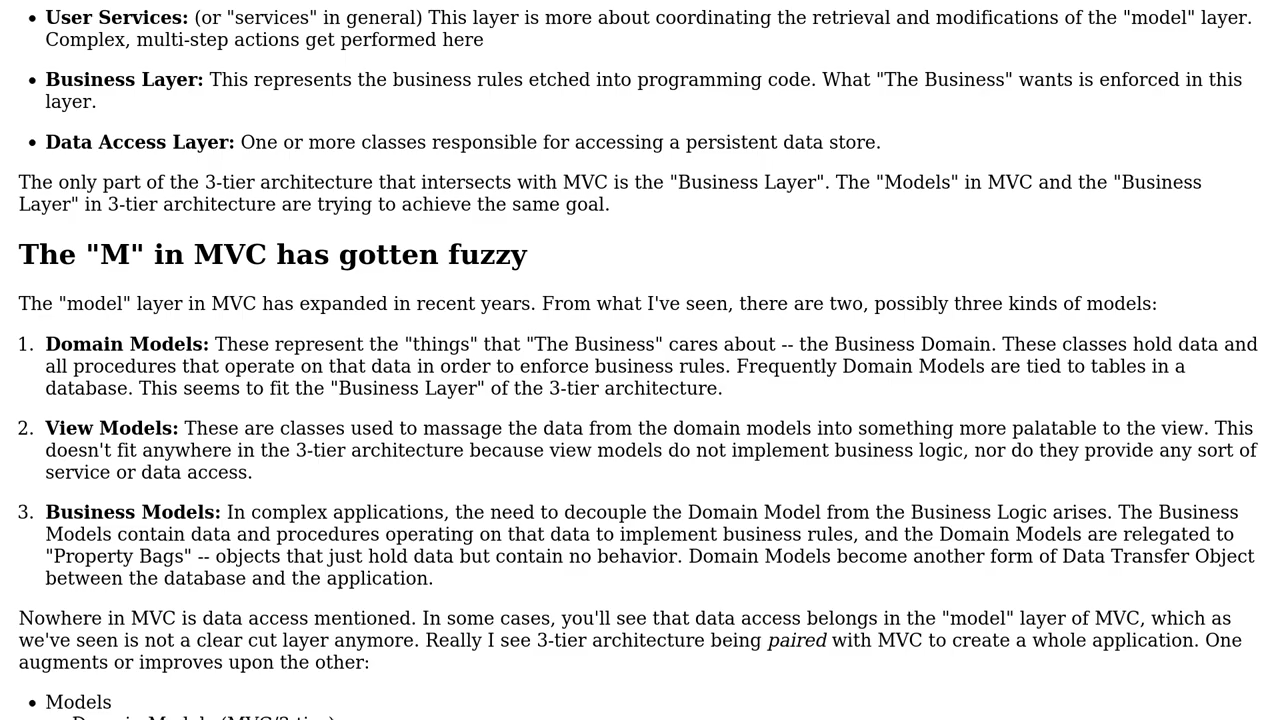 • User Services: (or "services" in general) This layer is more about coordinating the retrieval and modifications of the "model" layer.
Complex, multi-step actions get performed here
• Business Layer: This represents the business rules etched into programming code. What "The Business" wants is enforced in this
layer.
• Data Access Layer: One or more classes responsible for accessing a persistent data store.
The only part of the 3-tier architecture that intersects with MVC is the "Business Layer". The "Models" in MVC and the "Business
Layer" in 3-tier architecture are trying to achieve the same goal.
The "M" in MVC has gotten fuzzy
The "model" layer in MVC has expanded in recent years. From what I've seen, there are two, possibly three kinds of models:
1. Domain Models: These represent the "things" that "The Business" cares about -- the Business Domain. These classes hold data and
all procedures that operate on that data in order to enforce business rules. Frequently Domain Models are tied to tables in a
database. This seems to fit the "Business Layer" of the 3-tier architecture.
2. View Models: These are classes used to massage the data from the domain models into something more palatable to the view. This
doesn't fit anywhere in the 3-tier architecture because view models do not implement business logic, nor do they provide any sort of
service or data access.
3. Business Models: In complex applications, the need to decouple the Domain Model from the Business Logic arises. The Business
Models contain data and procedures operating on that data to implement business rules, and the Domain Models are relegated to
"Property Bags" -- objects that just hold data but contain no behavior. Domain Models become another form of Data Transfer Object
between the database and the application.
Nowhere in MVC is data access mentioned. In some cases, you'll see that data access belongs in the "model" layer of MVC, which as
we've seen is not a clear cut layer anymore. Really I see 3-tier architecture being paired with MVC to create a whole application. One
augments or improves upon the other:
• Models
Domain Models (MVC/3-tier)